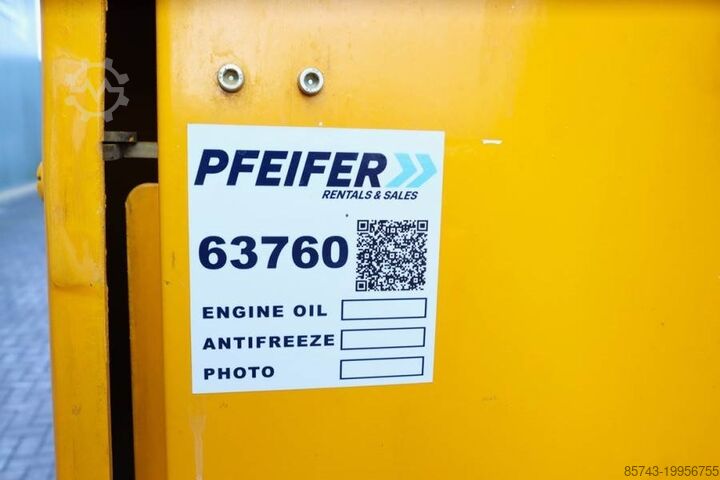 PFEIFER
RENTALS & SALES
63760
ENGINE OIL
ANTIFREEZE
PHOTO
85743-19956755